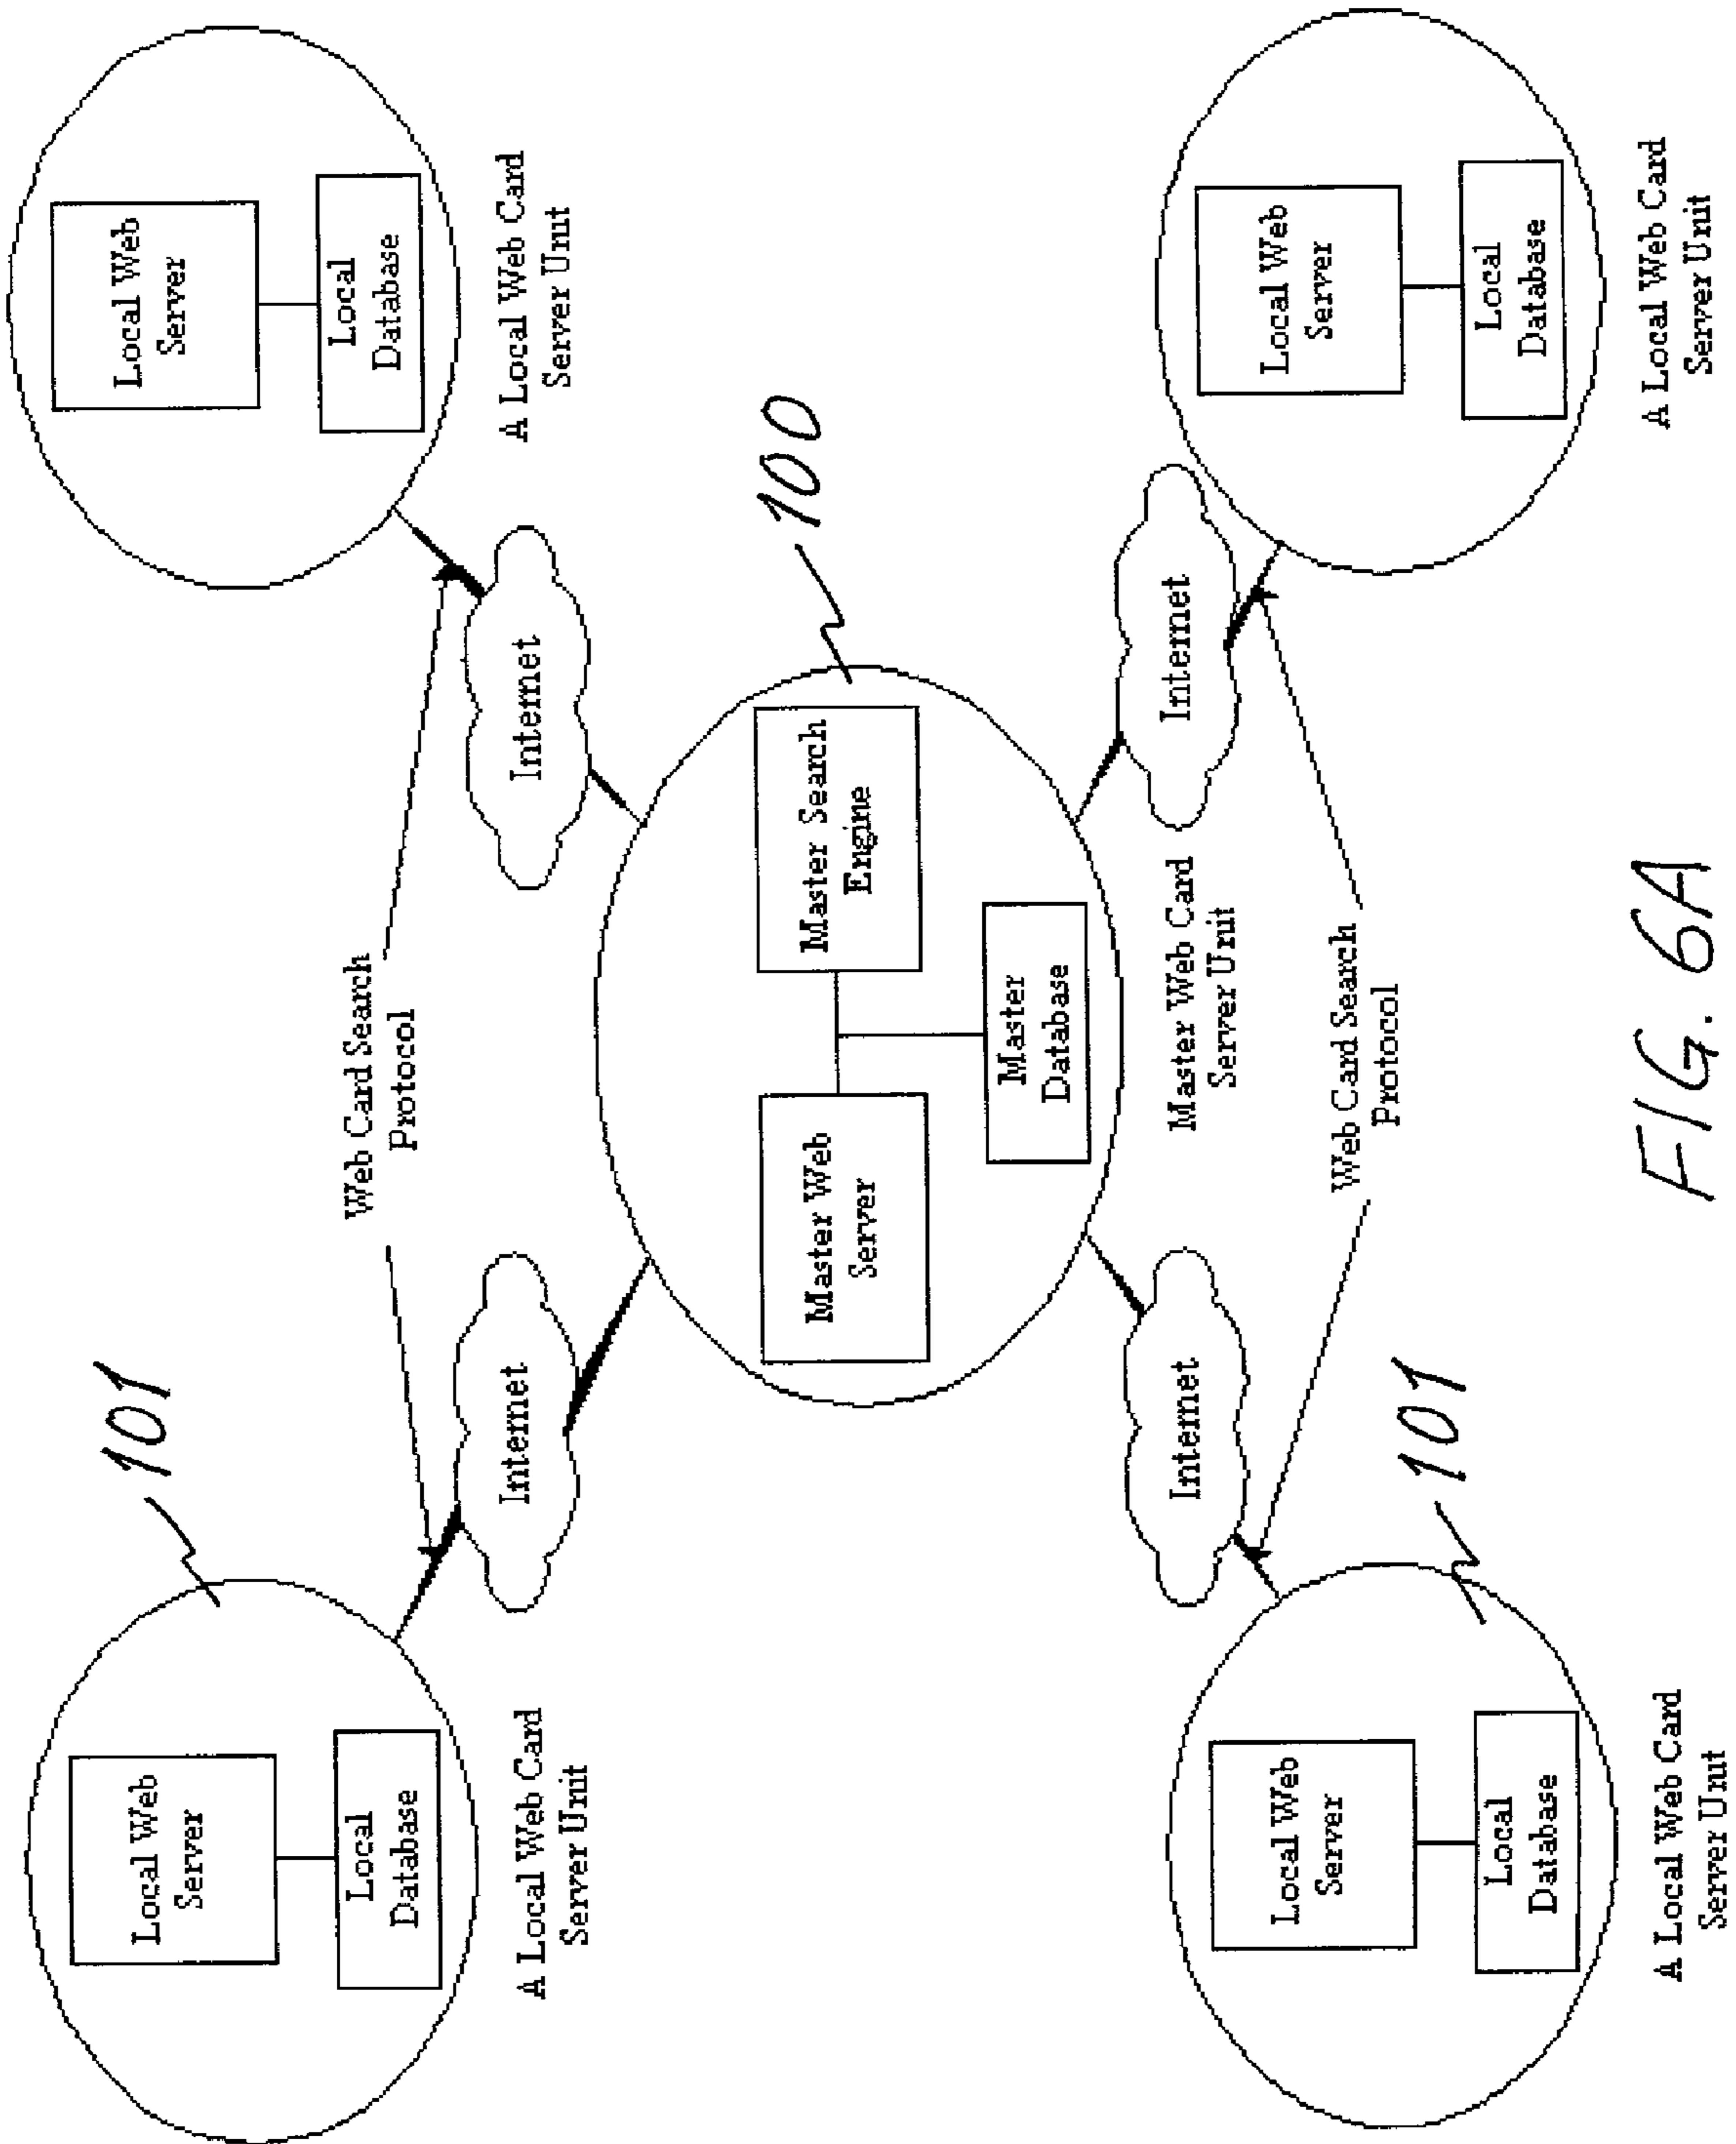 101
Local Web
Server
Local
Database
A Local Web Card
Server Unit
Internet
Web Card Search
Protocol
Internet
Local Web
Server
Local
Database
A Local Web Card
Server Unit
100
Master Web
Server
Master Search
Engine
Master
Database
Master Web Card
Server Unit
Internet
Internet
Web Card Search
Protocol
101
Local Web
Server
Local
Database
A Local Web Card
Server Unit
Local Web
Server
Local
Database
A Local Web Card
Server Unit
FIG. 6A